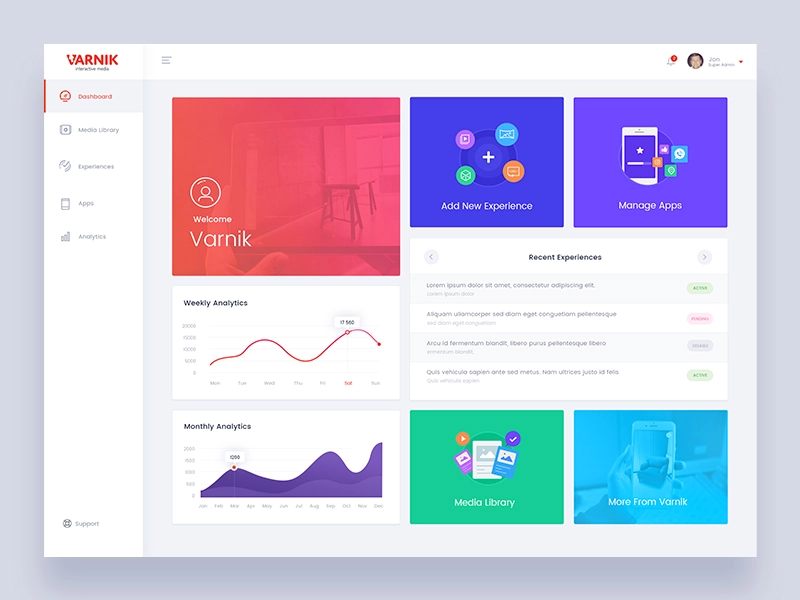 VARNIK
interactive media
Jon
Super Admin
Dashboard
Media Library
Experiences
Apps
Analytics
Support
Welcome
Varnik
Add New Experience
Manage Apps
Weekly Analytics
17 560
20000
15000
10000
5000
0
Mon Tue Wed Thu Fri Sat Sun
Recent Experiences
Lorem ipsum dolor sit amet, consectetur adipiscing elit.
Lorem ipsum dolor
ACTIVE
Aliquam ullamcorper sed diam eget conguetiam pellentesque
sed diam eget conguetiam
PENDING
Arcu id fermentum blandit, libero purus pellentesque libero
ermentum blandit,
Quis vehicula sapien ante sed metus. Nam ultrices justo id felis
Quis vehicula sapien
ACTIVE
Monthly Analytics
1200
2000
1500
1000
500
0
Jan Feb Mar Apr May Jun Jul Aug Sep Oct Nov Dec
Media Library
More From Varnik